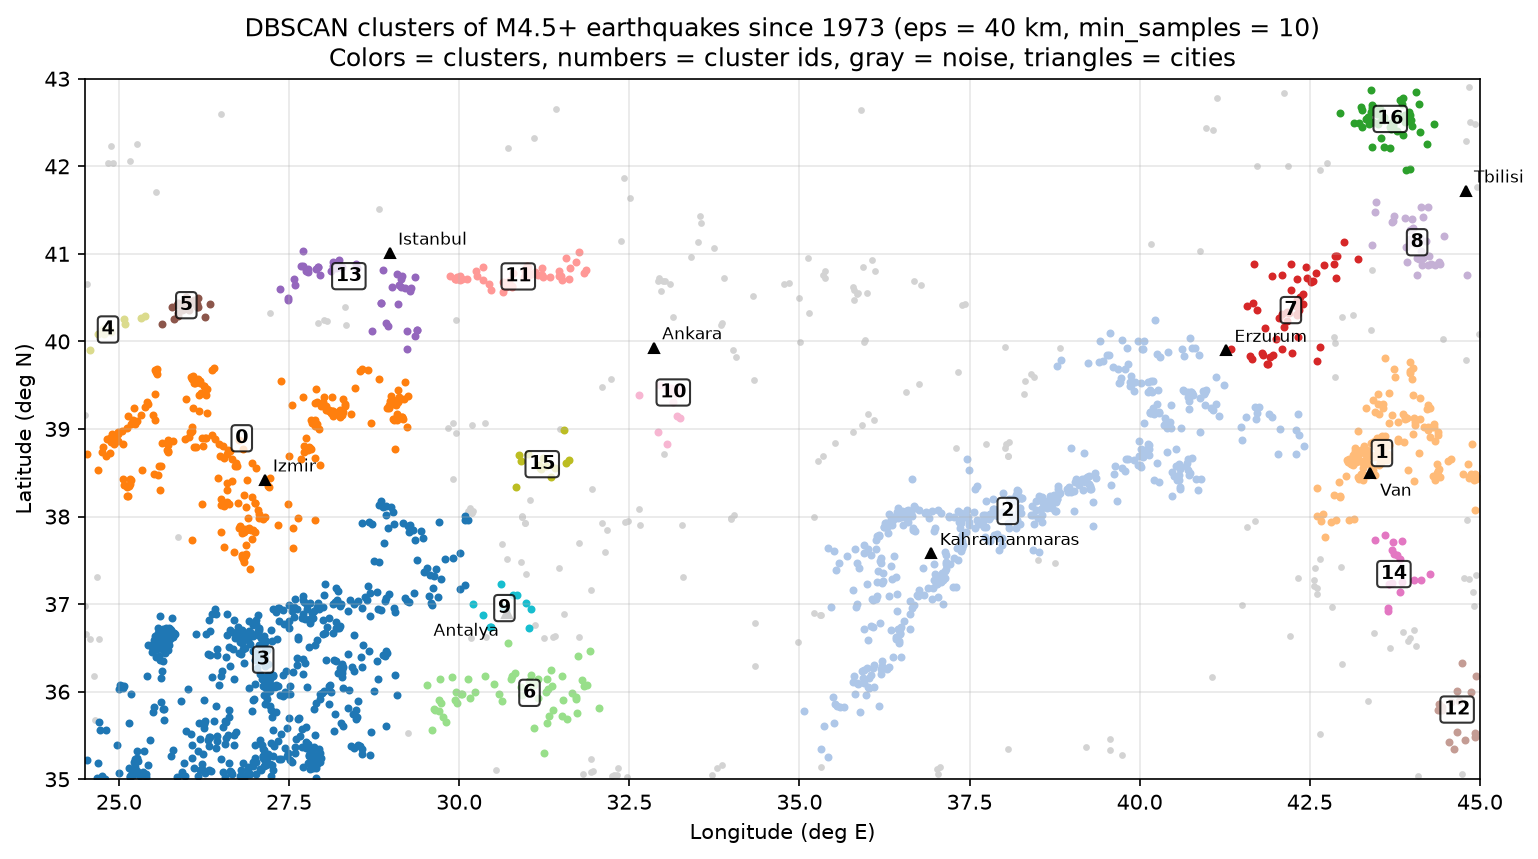 DBSCAN clusters of M4.5+ earthquakes since 1973 (eps = 40 km, min_samples = 10)
Colors = clusters, numbers = cluster ids, gray = noise, triangles = cities
43
42
41
40
39
38
37
36
35
Latitude (deg N)
16
Tbilisi
8
Istanbul
13
11
5
4
7
Ankara
Erzurum
10
0
Izmir
15
1
Van
2
Kahramanmaras
14
9
Antalya
3
6
12
25.0
27.5
30.0
32.5
35.0
37.5
40.0
42.5
45.0
Longitude (deg E)